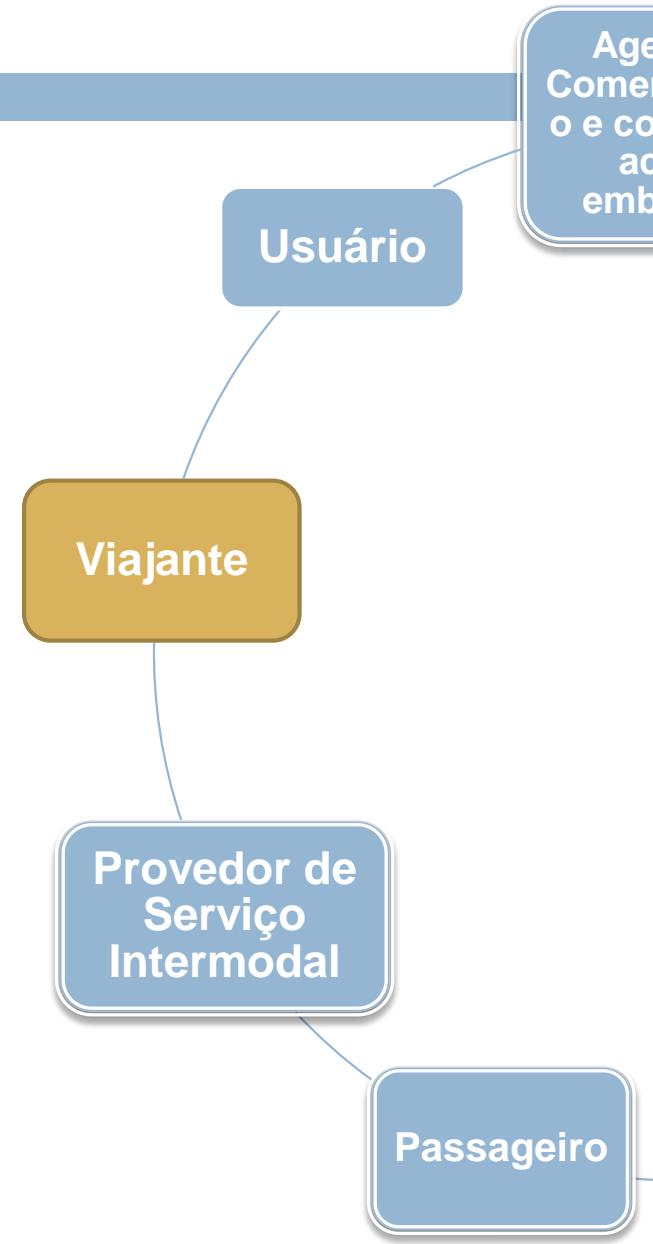 o e
Usuário
Viajante
Provedor de
Serviço
Intermodal
Passageiro